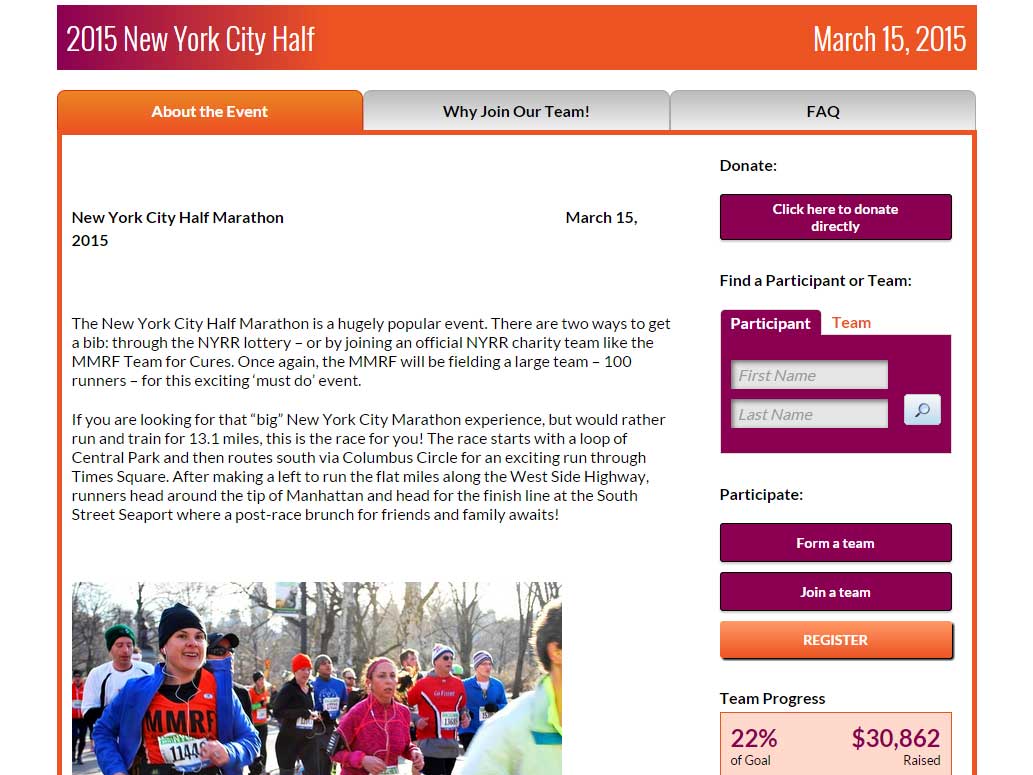 2015 New York City Half
March 15, 2015
About the Event
Why Join Our Team!
FAQ
New York City Half Marathon March 15,
2015
The New York City Half Marathon is a hugely popular event. There are two ways to get
a bib: through the NYRR lottery – or by joining an official NYRR charity team like the
MMRF Team for Cures. Once again, the MMRF will be fielding a large team – 100
runners – for this exciting ‘must do’ event.
If you are looking for that “big” New York City Marathon experience, but would rather
run and train for 13.1 miles, this is the race for you! The race starts with a loop of
Central Park and then routes south via Columbus Circle for an exciting run through
Times Square. After making a left to run the flat miles along the West Side Highway,
runners head around the tip of Manhattan and head for the finish line at the South
Street Seaport where a post-race brunch for friends and family awaits!
MMRF
Donate:
Click here to donate
directly
Find a Participant or Team:
Participant
Team
First Name
Last Name
Participate:
Form a team
Join a team
REGISTER
Team Progress
22%
$30,862
of Goal
Raised